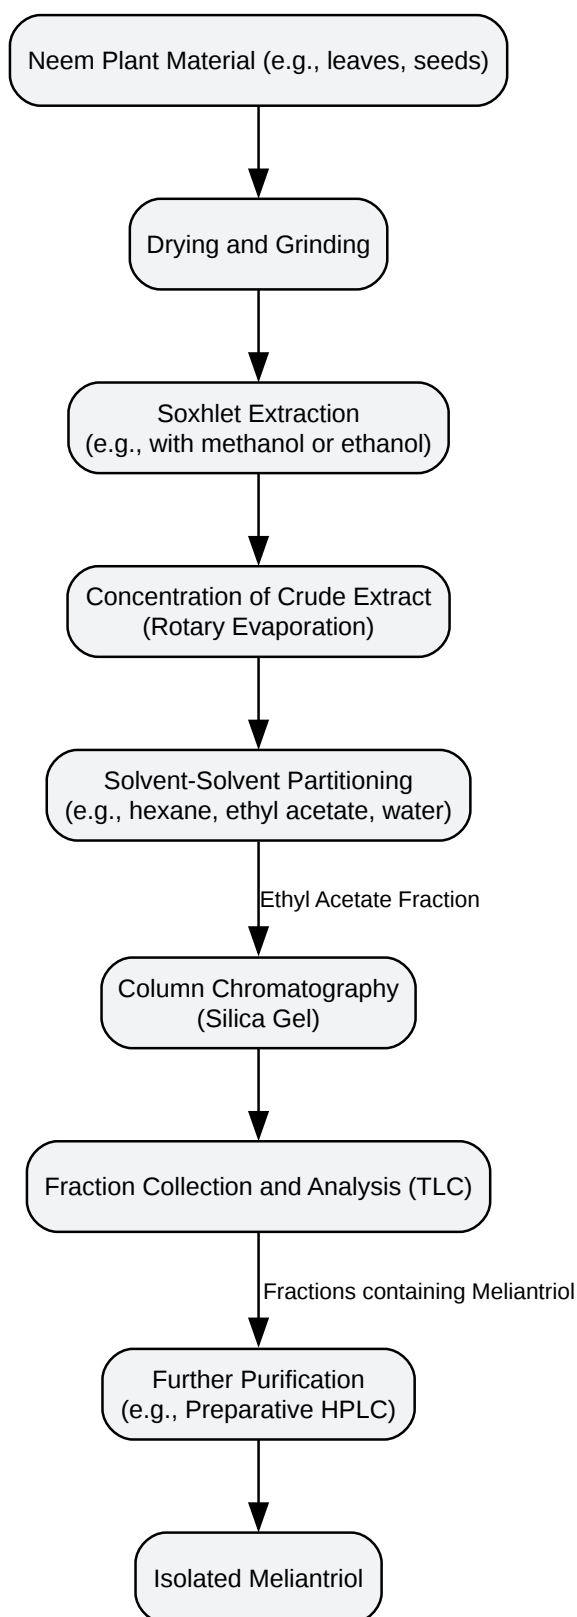 Neem Plant Material (e.g., leaves, seeds)
Drying and Grinding
Soxhlet Extraction
(e.g., with methanol or ethanol)
Concentration of Crude Extract
(Rotary Evaporation)
Solvent-Solvent Partitioning
(e.g., hexane, ethyl acetate, water)
Ethyl Acetate Fraction
Column Chromatography
(Silica Gel)
Fraction Collection and Analysis (TLC)
Fractions containing Meliantriol
Further Purification
(e.g., Preparative HPLC)
Isolated Meliantriol